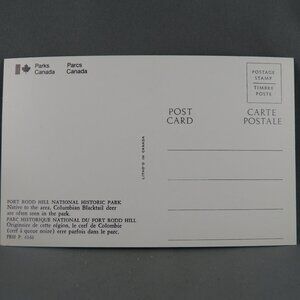 Parks
Canada
Parcs
Canada
POSTAGE
STAMP
TIMBRE
POSTE
POST
CARD
CARTE
POSTALE
LITHO'D IN CANADA
FORT RODD HILL NATIONAL HISTORIC PARK
Native to the area, Columbian Blacktail deer
are often seen in the park.
PARC HISTORIQUE NATIONAL DU FORT RODD HILL
Originaire de cette région, le cerf de Colombie
(cerf à queue noire) erre parfois dans le parc.